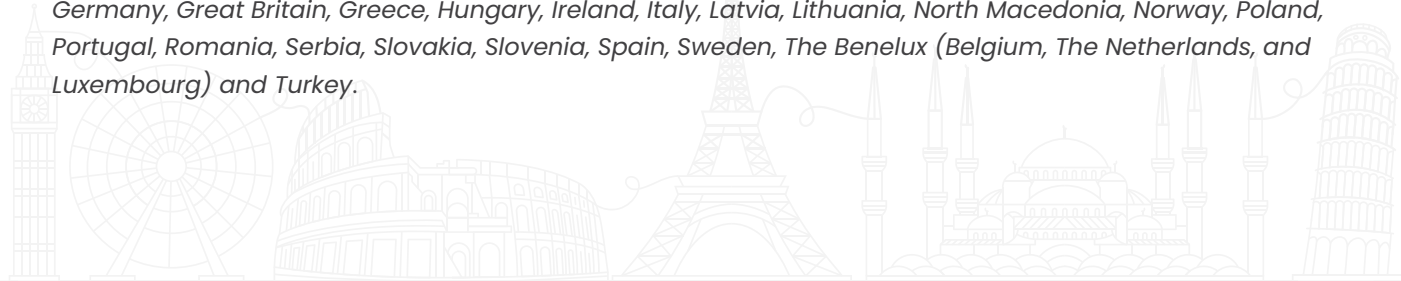 Germany, Great Britain, Greece, Hungary, Ireland, Italy, Latvia, Lithuania, North Macedonia, Norway, Poland,
Portugal, Romania, Serbia, Slovakia, Slovenia, Spain, Sweden, The Benelux (Belgium, The Netherlands, and
Luxembourg) and Turkey.